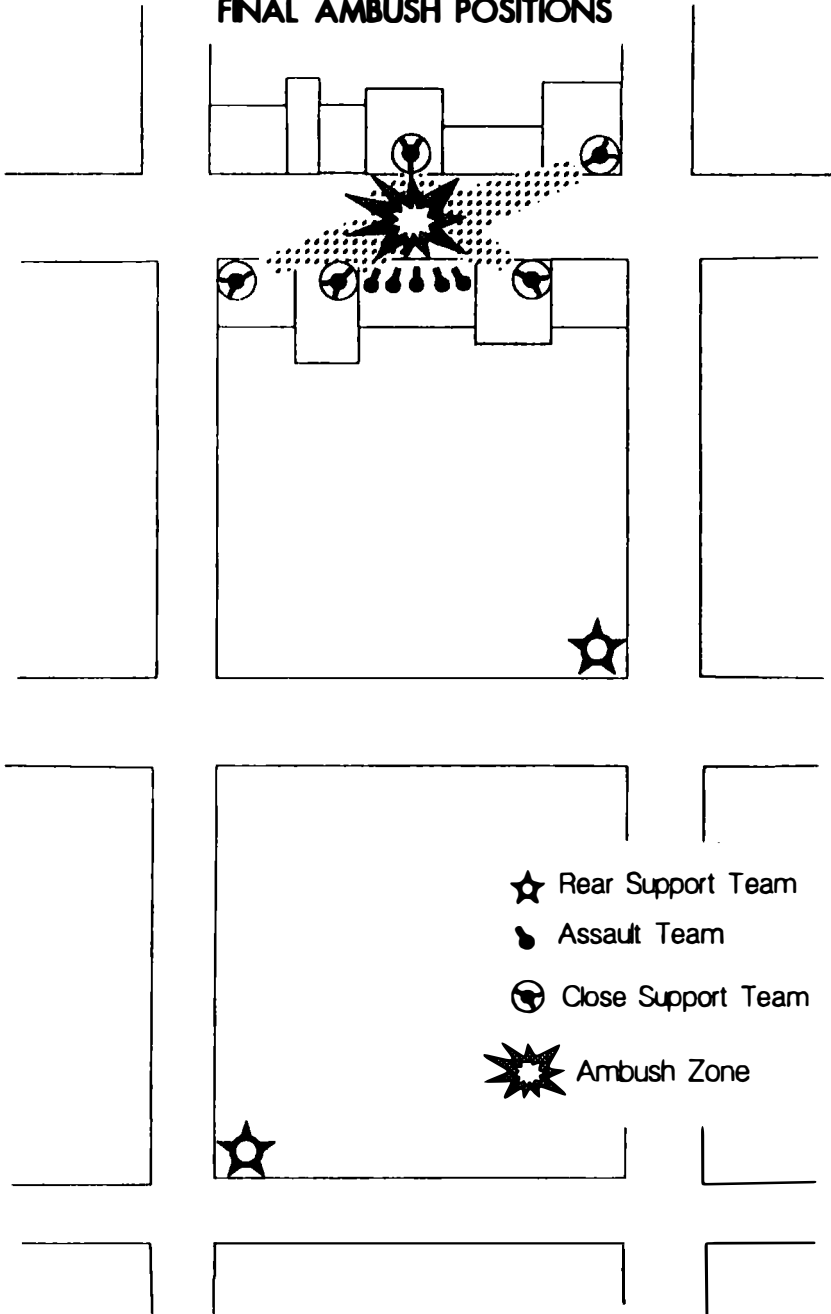 FINAL AMBUSH POSITIONS
Rear Support Team
Assault Team
Close Support Team
Ambush Zone